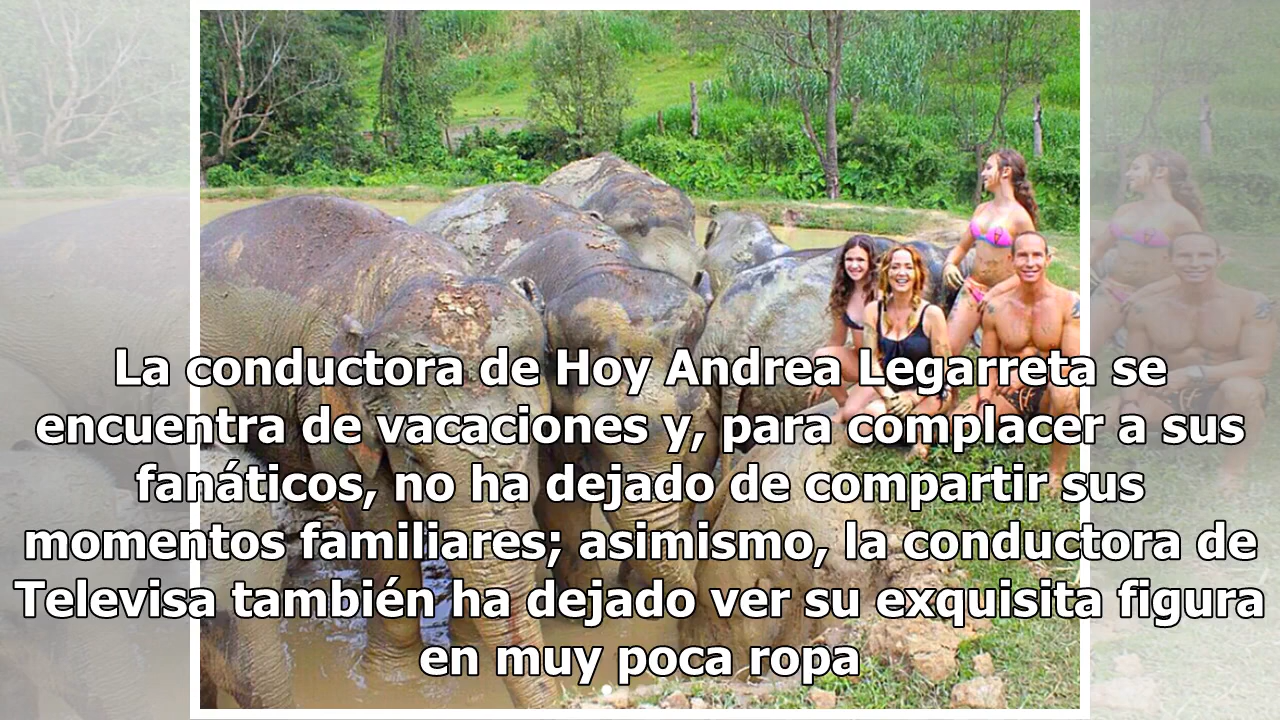 La conductora de Hoy Andrea Legarreta se
encuentra de vacaciones y, para complacer a sus
fanáticos, no ha dejado de compartir sus
momentos familiares; asimismo, la conductora de
Televisa también ha dejado ver su exquisita figura
en muy poca ropa